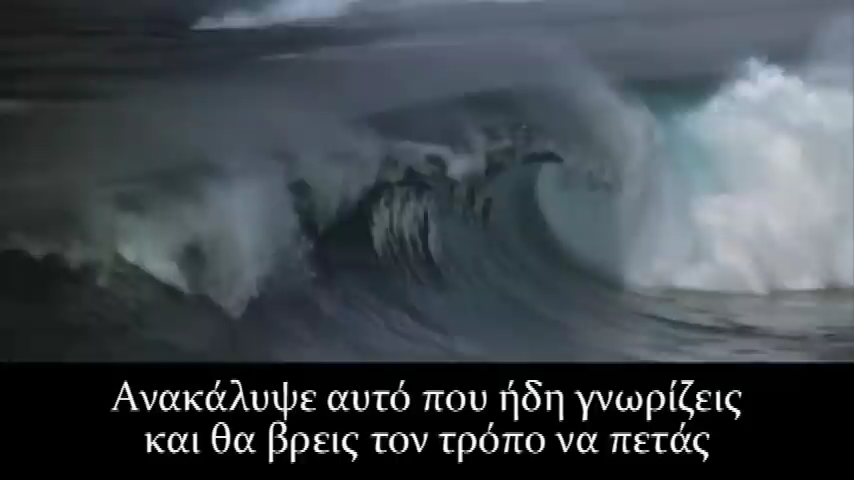 Ανακάλυψε αυτό που ήδη γνωρίζεις
και θα βρεις τον τρόπο να πετάς